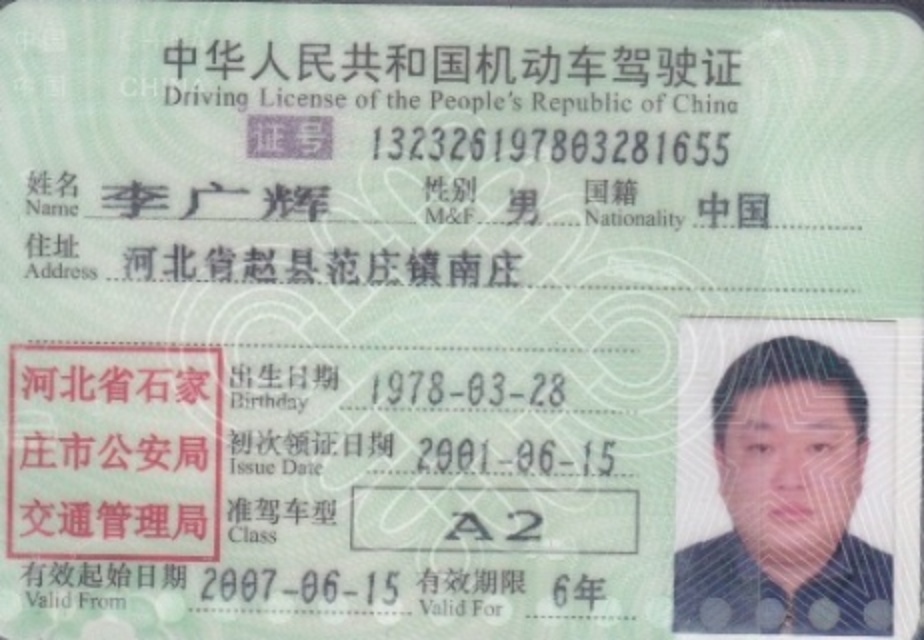 中华人民共和国机动车驾驶证
Driving License of the People's Republic of China
证号 132326197803281655
姓名 李广辉 性别 男 国籍 中国
Name M&F. Nationality
住址 河北省赵县范庄镇南庄
Address
河北省石家
庄市公安局
交通管理局
出生日期 1978-03-28
Birthday
初次领证日期 2001-06-15
Issue Date
准驾车型 A2
Class
有效起始日期 2007-06-15 有效期限 6年
Valid From Valid For